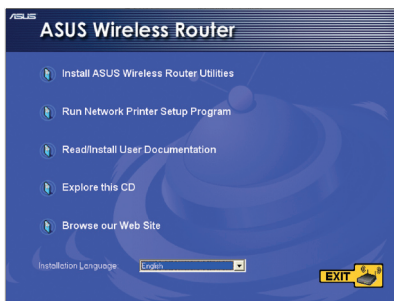 ASUS
ASUS Wireless Router
Install ASUS Wireless Router Utilities
Run Network Printer Setup Program
Read/Install User Documentation
Explore this CD
Browse our Web Site
Installation Language: English
EXIT